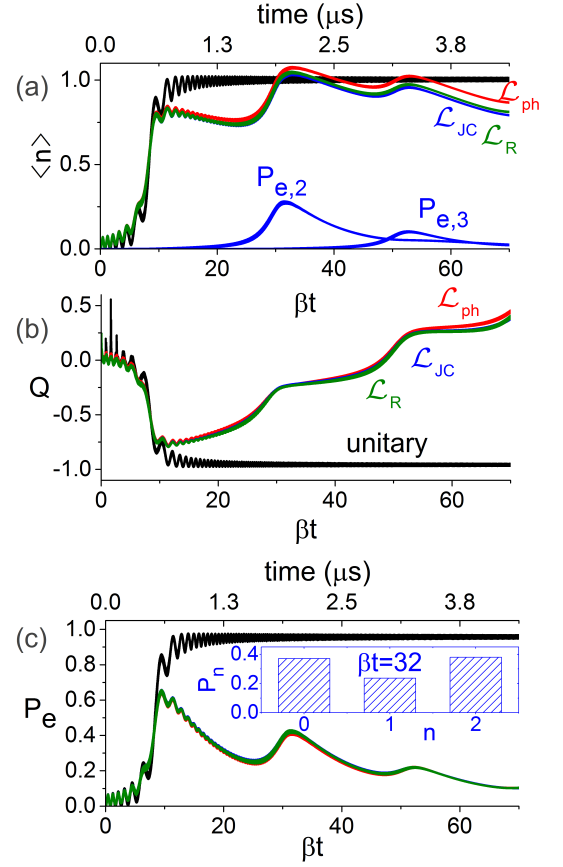 time (μs)
0.0 1.3 2.5 3.8
(a)
⟨n⟩
1.0
0.5
0.0
ℒph
ℒJC ℒR
Pe,2
Pe,3
0 20 40 60
βt
(b)
Q
0.5
0.0
-0.5
-1.0
ℒph
ℒJC
ℒR
unitary
0 20 40 60
βt
time (μs)
0.0 1.3 2.5 3.8
(c)
Pe
1.0
0.8
0.6
0.4
0.2
0.0
Pn
0.4
0.2
0.0
βt=32
0 1 2
n
0 20 40 60
βt